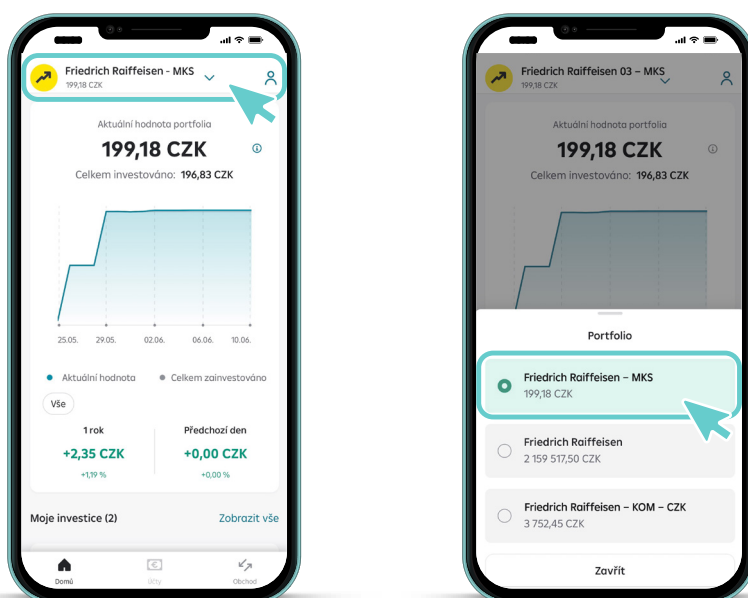 Friedrich Raiffeisen - MKS
199,18 CZK
Aktuální hodnota portfolia
199,18 CZK
Celkem investováno: 196,83 CZK
25.05. 29.05. 02.06. 06.06. 10.06.
Aktuální hodnota Celkem zainvestováno
Vše
1 rok Předchozí den
+2,35 CZK +0,00 CZK
+1,19 % +0,00 %
Moje investice (2) Zobrazit vše
Domů Účty Obchod
Friedrich Raiffeisen 03 – MKS
199,18 CZK
Aktuální hodnota portfolia
199,18 CZK
Celkem investováno: 196,83 CZK
Portfolio
Friedrich Raiffeisen – MKS
199,18 CZK
Friedrich Raiffeisen
2 159 517,50 CZK
Friedrich Raiffeisen – KOM – CZK
3 752,45 CZK
Zavřít